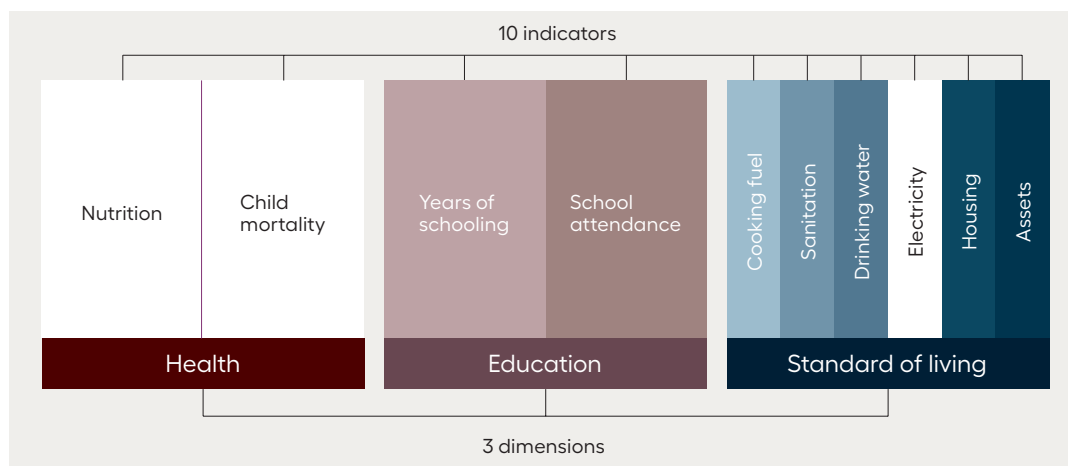 10 indicators
Nutrition
Child
mortality
Years of
schooling
School
attendance
Cooking fuel
Sanitation
Drinking water
Electricity
Housing
Assets
Health
Education
Standard of living
3 dimensions